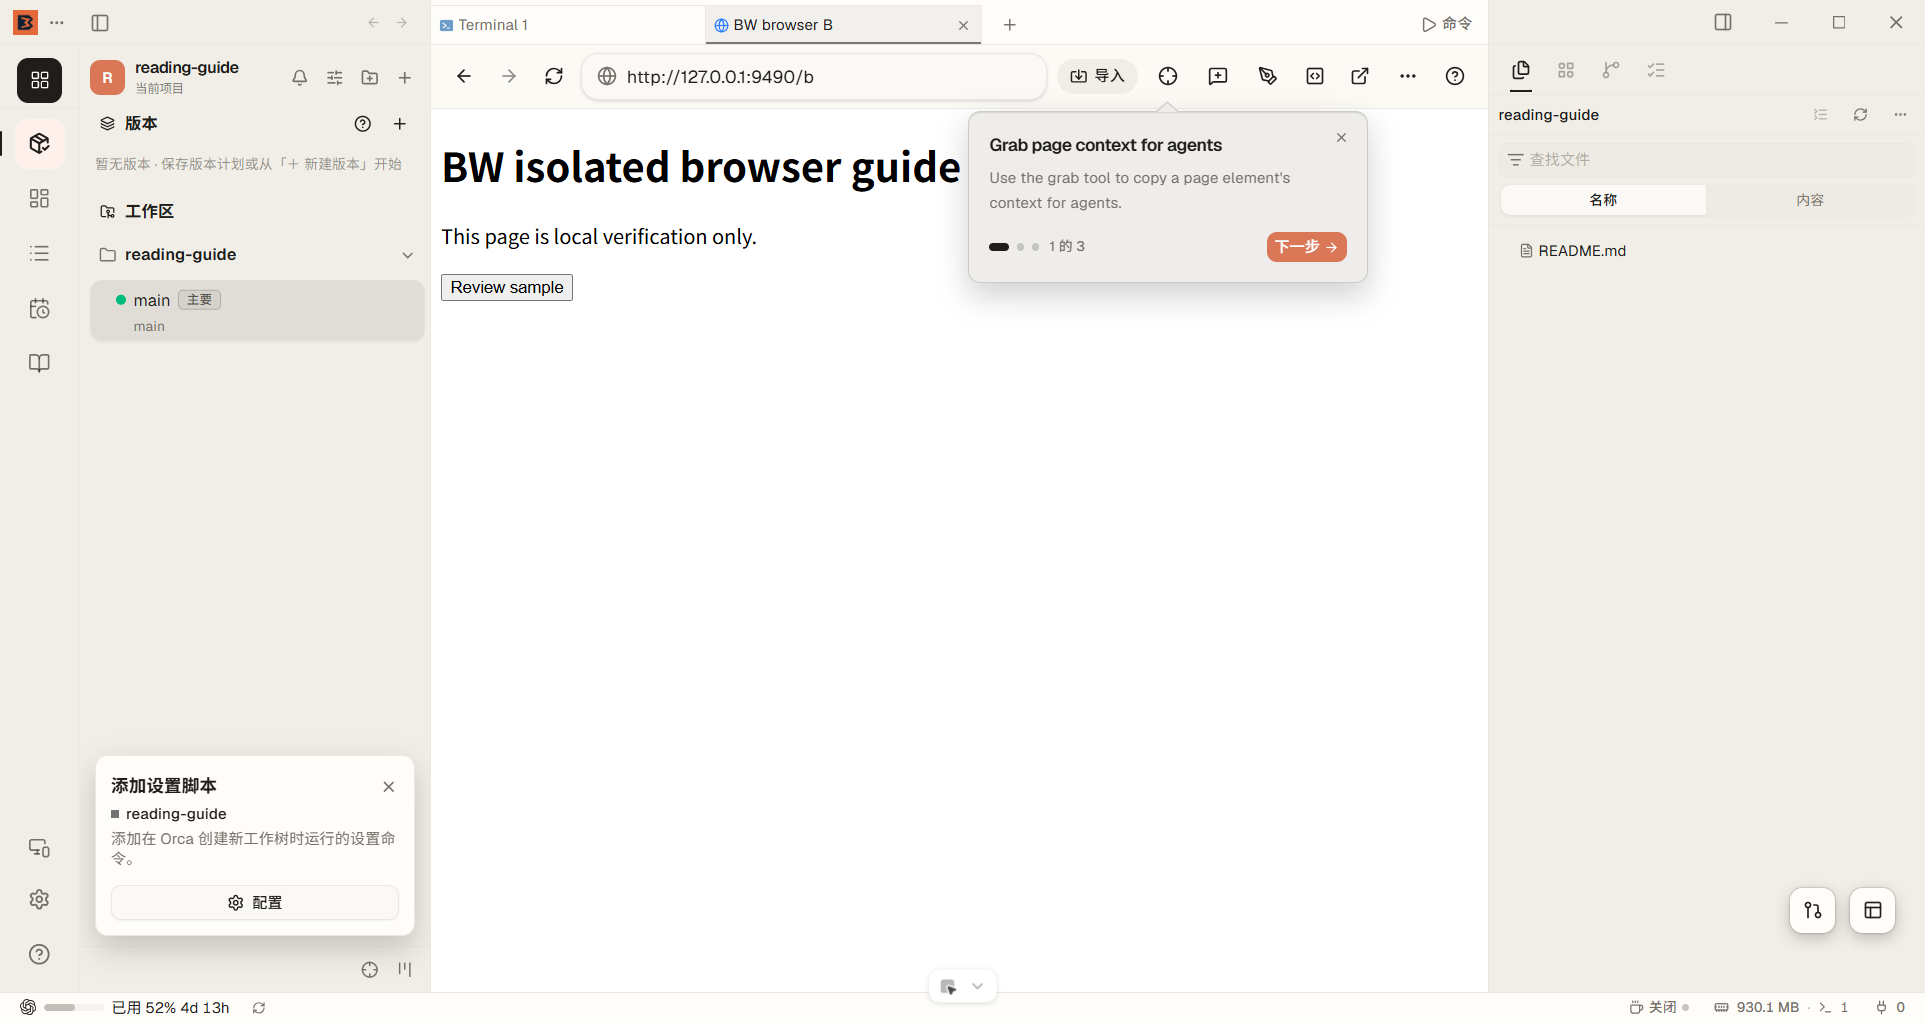 Terminal 1
BW browser B
命令
reading-guide
当前项目
http://127.0.0.1:9490/b
导入
版本
暂无版本 · 保存版本计划或从「＋ 新建版本」开始
工作区
reading-guide
main 主要
main
BW isolated browser guide
This page is local verification only.
Review sample
Grab page context for agents
Use the grab tool to copy a page element's
context for agents.
1 的 3
下一步
reading-guide
查找文件
名称
内容
README.md
添加设置脚本
reading-guide
添加在 Orca 创建新工作树时运行的设置命
令。
配置
已用 52% 4d 13h
关闭
930.1 MB · 1
0
R